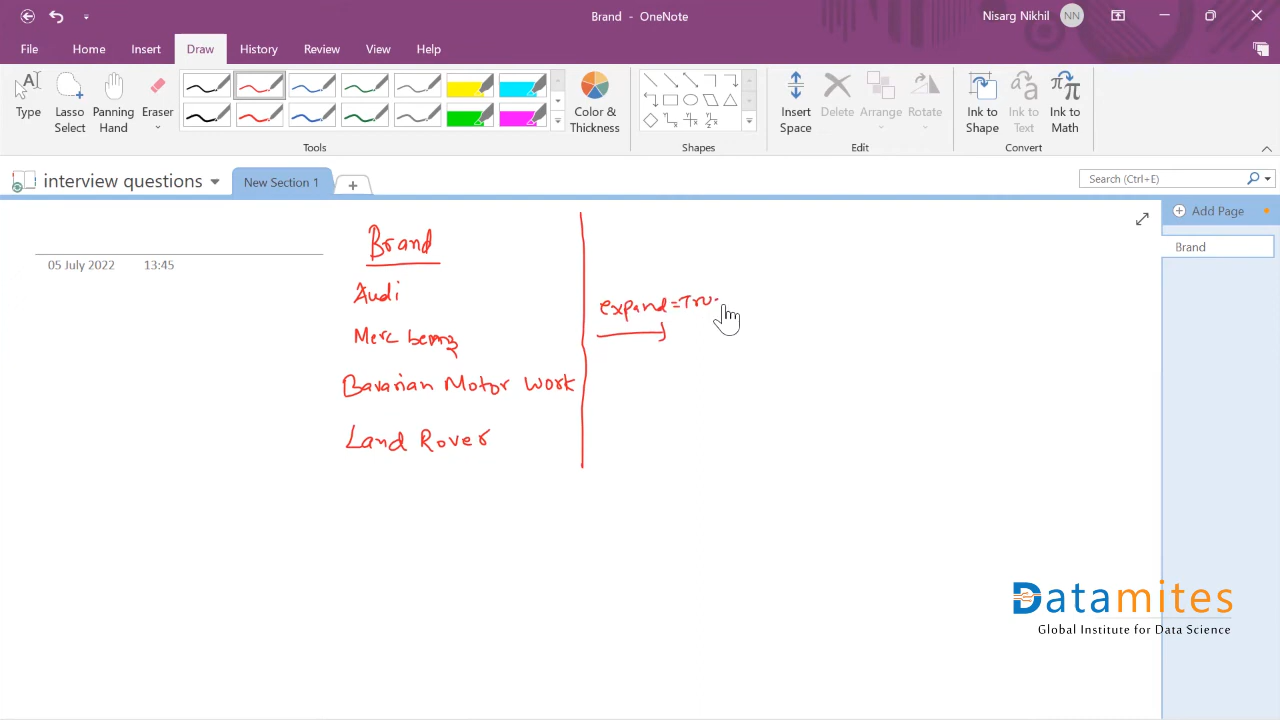 Brand - OneNote
Nisarg Nikhil
NN
File
Home
Insert
Draw
History
Review
View
Help
Type
Lasso
Select
Panning
Hand
Eraser
Color &
Thickness
Insert
Space
Delete
Arrange
Rotate
Ink to
Shape
Ink to
Text
Ink to
Math
Tools
Shapes
Edit
Convert
interview questions
New Section 1
Search (Ctrl+E)
Add Page
Brand
05 July 2022 13:45
Brand
Audi
Merc
Bavarian Motor Work
Land Rover
expand=Tru
Datamites
Global Institute for Data Science